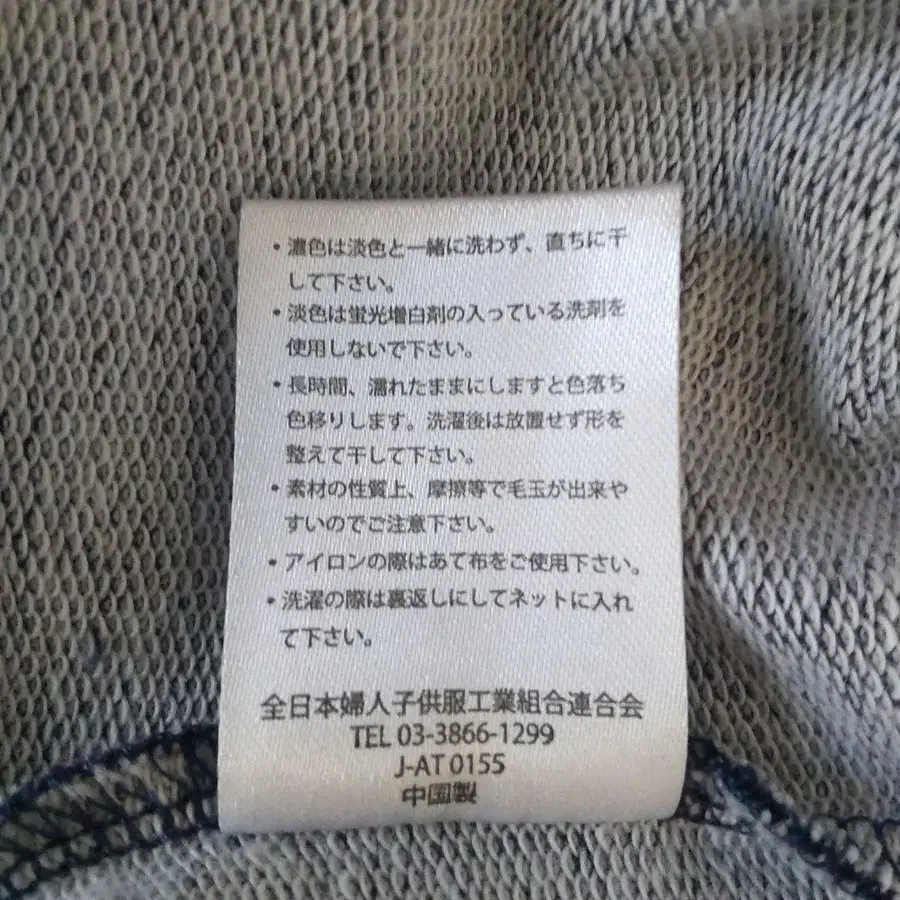 ・濃色は淡色と一緒に洗わず、直ちに干
して下さい。
・淡色は蛍光増白剤の入っている洗剤を
使用しないで下さい。
・長時間、濡れたままにしますと色落ち
色移りします。洗濯後は放置せず形を
整えて干して下さい。
・素材の性質上、摩擦等で毛玉が出来や
すいのでご注意下さい。
・アイロンの際はあて布をご使用下さい。
・洗濯の際は裏返しにしてネットに入れ
て下さい。
全日本婦人子供服工業組合連合会
TEL 03-3866-1299
J-AT 0155
中国製